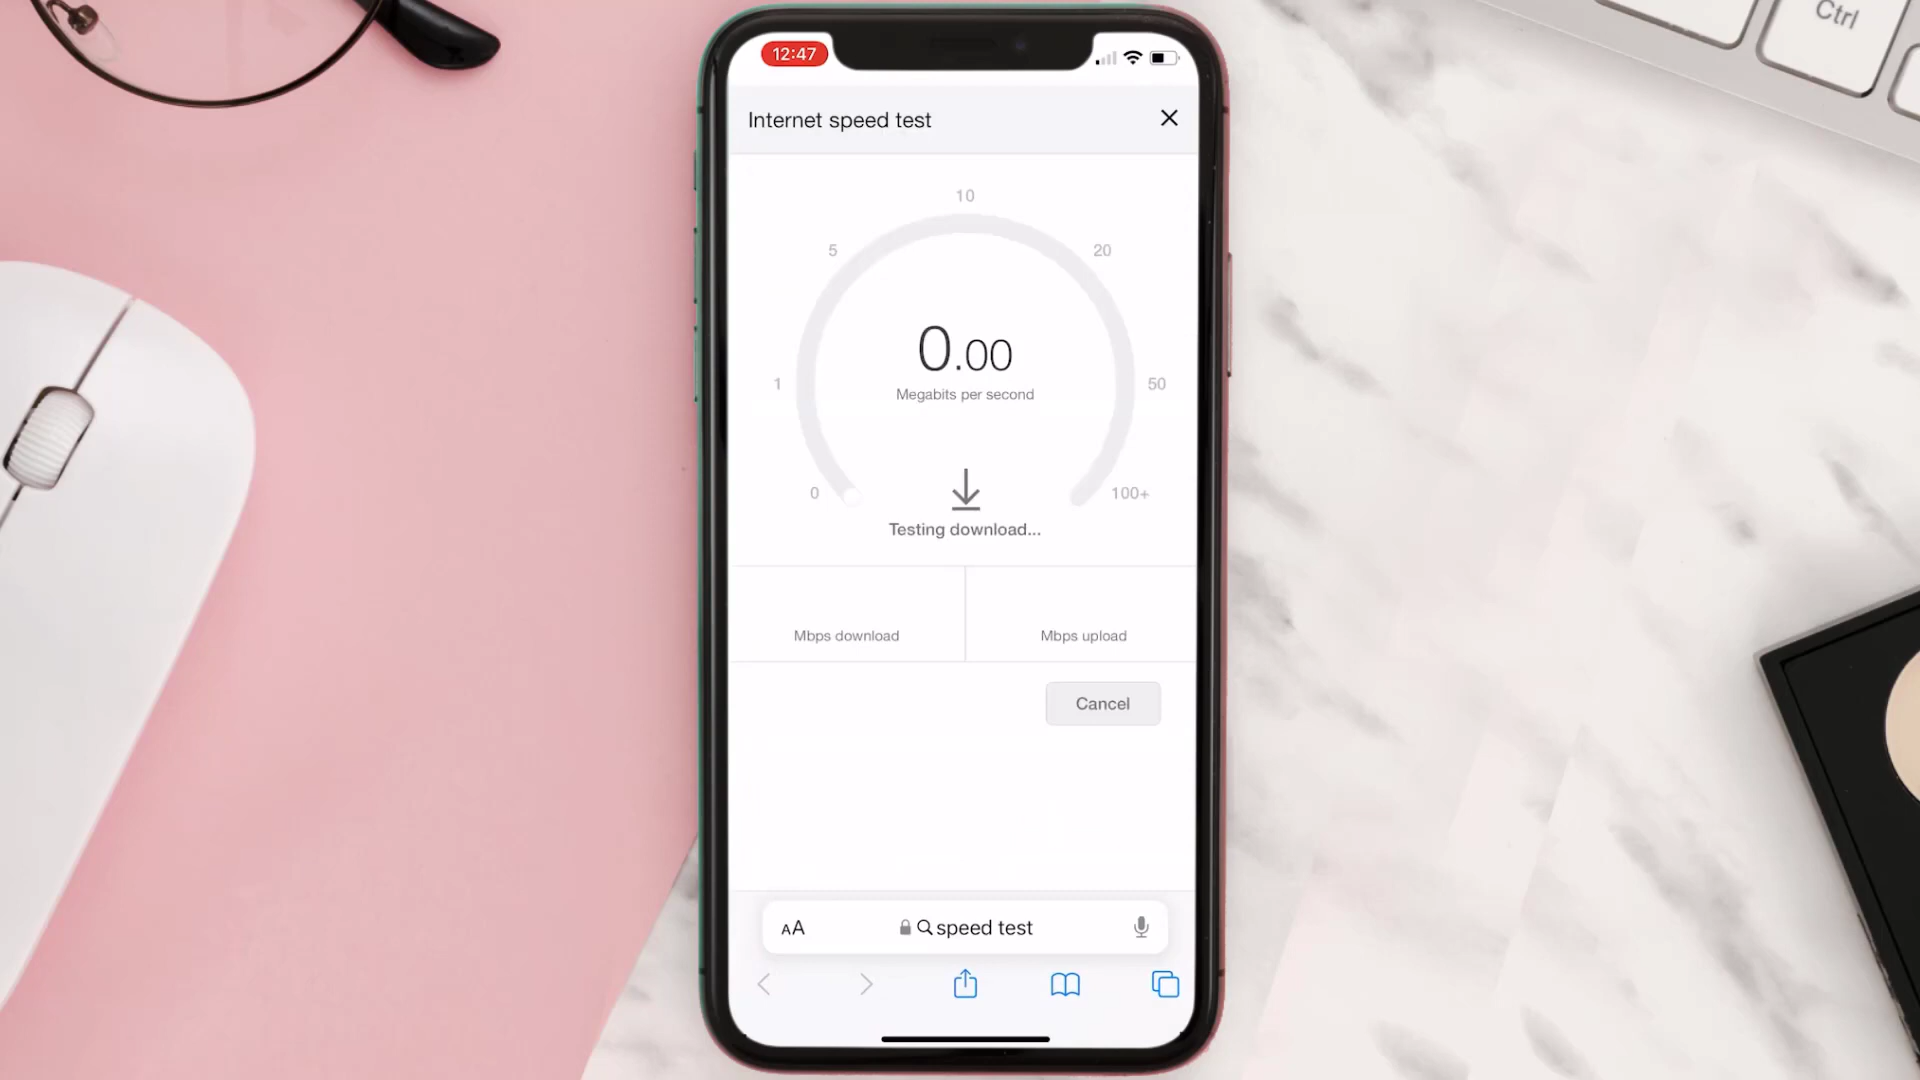 Ctrl
12:47
Internet speed test
10
5
20
0.00
Megabits per second
1
50
0
100+
Testing download...
Mbps download
Mbps upload
Cancel
AA
speed test